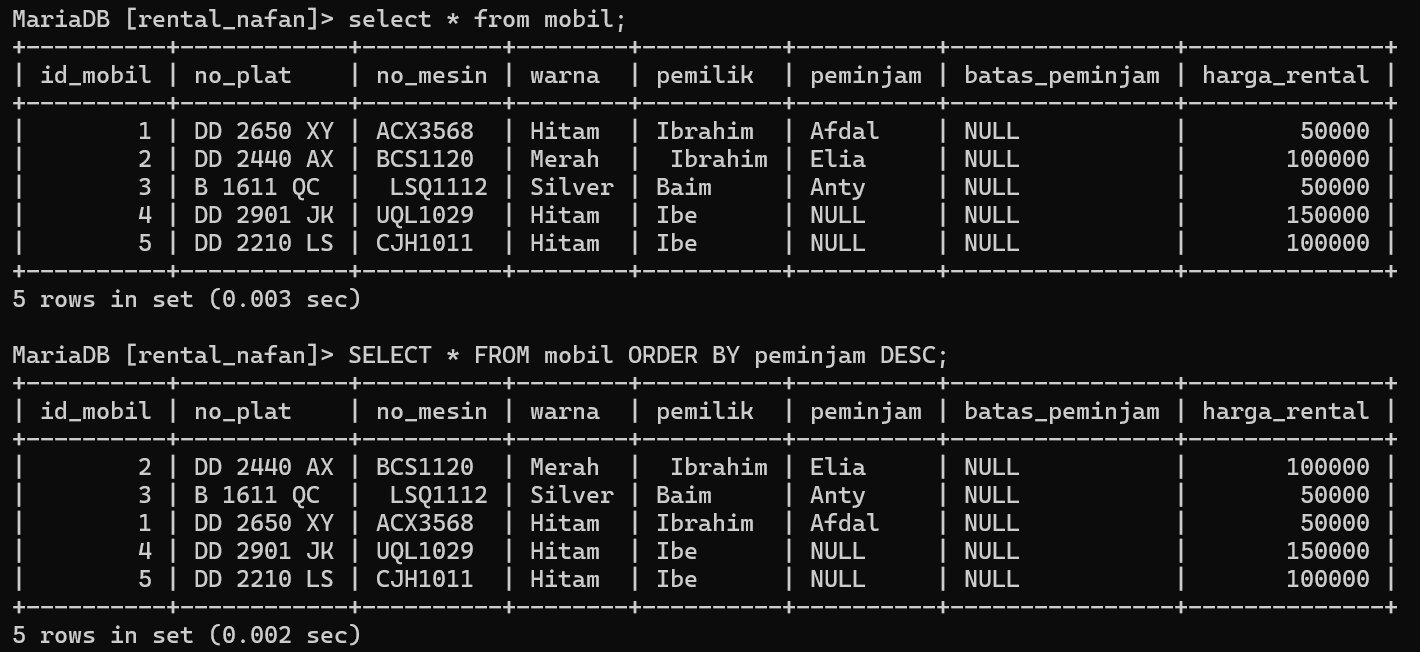 MariaDB [rental_nafan]> select * from mobil;
+----------+-------------+----------+--------+----------+----------+----------------+--------------+
| id_mobil | no_plat     | no_mesin | warna  | pemilik  | peminjam | batas_peminjam | harga_rental |
+----------+-------------+----------+--------+----------+----------+----------------+--------------+
|        1 | DD 2650 XY | ACX3568  | Hitam  | Ibrahim  | Afdal    | NULL           |        50000 |
|        2 | DD 2440 AX | BCS1120  | Merah  |  Ibrahim | Elia     | NULL           |       100000 |
|        3 | B 1611 QC  |  LSQ1112 | Silver | Baim     | Anty     | NULL           |        50000 |
|        4 | DD 2901 JK | UQL1029  | Hitam  | Ibe      | NULL     | NULL           |       150000 |
|        5 | DD 2210 LS | CJH1011  | Hitam  | Ibe      | NULL     | NULL           |       100000 |
+----------+-------------+----------+--------+----------+----------+----------------+--------------+
5 rows in set (0.003 sec)

MariaDB [rental_nafan]> SELECT * FROM mobil ORDER BY peminjam DESC;
+----------+-------------+----------+--------+----------+----------+----------------+--------------+
| id_mobil | no_plat     | no_mesin | warna  | pemilik  | peminjam | batas_peminjam | harga_rental |
+----------+-------------+----------+--------+----------+----------+----------------+--------------+
|        2 | DD 2440 AX | BCS1120  | Merah  |  Ibrahim | Elia     | NULL           |       100000 |
|        3 | B 1611 QC  |  LSQ1112 | Silver | Baim     | Anty     | NULL           |        50000 |
|        1 | DD 2650 XY | ACX3568  | Hitam  | Ibrahim  | Afdal    | NULL           |        50000 |
|        4 | DD 2901 JK | UQL1029  | Hitam  | Ibe      | NULL     | NULL           |       150000 |
|        5 | DD 2210 LS | CJH1011  | Hitam  | Ibe      | NULL     | NULL           |       100000 |
+----------+-------------+----------+--------+----------+----------+----------------+--------------+
5 rows in set (0.002 sec)